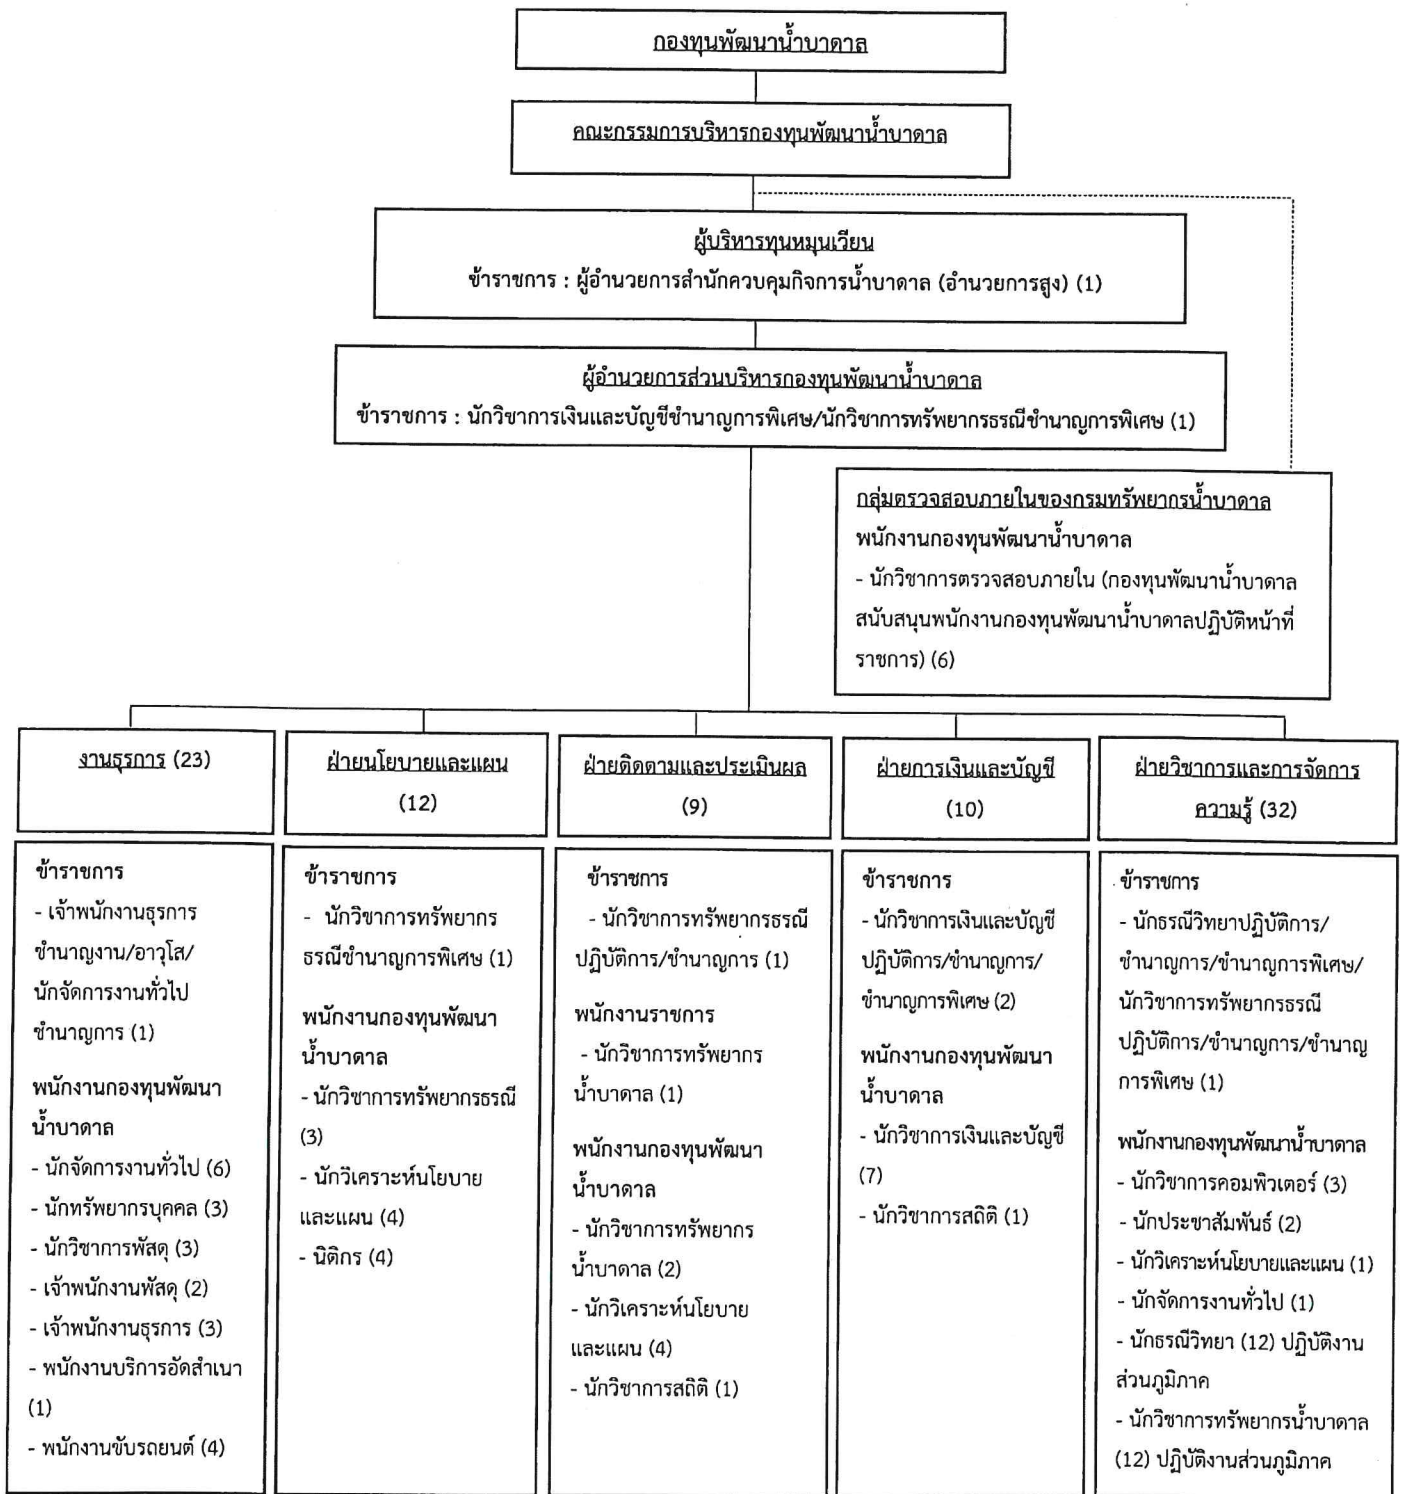 กองทุนพัฒนาน้ำบาดาล
คณะกรรมการบริหารกองทุนพัฒนาน้ำบาดาล
ผู้บริหารทุนหมุนเวียน
ข้าราชการ : ผู้อำนวยการสำนักควบคุมกิจการน้ำบาดาล (อำนวยการสูง) (1)
ผู้อำนวยการส่วนบริหารกองทุนพัฒนาน้ำบาดาล
ข้าราชการ : นักวิชาการเงินและบัญชีชำนาญการพิเศษ/นักวิชาการทรัพยากรธรณีชำนาญการพิเศษ (1)
กลุ่มตรวจสอบภายในของกรมทรัพยากรน้ำบาดาล
พนักงานกองทุนพัฒนาน้ำบาดาล
- นักวิชาการตรวจสอบภายใน (กองทุนพัฒนาน้ำบาดาล
สนับสนุนพนักงานกองทุนพัฒนาน้ำบาดาลปฏิบัติหน้าที่
ราชการ) (6)
งานธุรการ (23)
ข้าราชการ
- เจ้าพนักงานธุรการ
ชำนาญงาน/อาวุโส/
นักจัดการงานทั่วไป
ชำนาญการ (1)
พนักงานกองทุนพัฒนา
น้ำบาดาล
- นักจัดการงานทั่วไป (6)
- นักทรัพยากรบุคคล (3)
- นักวิชาการพัสดุ (3)
- เจ้าพนักงานพัสดุ (2)
- เจ้าพนักงานธุรการ (3)
- พนักงานบริการอัดสำเนา
(1)
- พนักงานขับรถยนต์ (4)
ฝ่ายนโยบายและแผน
(12)
ข้าราชการ
- นักวิชาการทรัพยากร
ธรณีชำนาญการพิเศษ (1)
พนักงานกองทุนพัฒนา
น้ำบาดาล
- นักวิชาการทรัพยากรธรณี
(3)
- นักวิเคราะห์นโยบาย
และแผน (4)
- นิติกร (4)
ฝ่ายติดตามและประเมินผล
(9)
ข้าราชการ
- นักวิชาการทรัพยากรธรณี
ปฏิบัติการ/ชำนาญการ (1)
พนักงานราชการ
- นักวิชาการทรัพยากร
น้ำบาดาล (1)
พนักงานกองทุนพัฒนา
น้ำบาดาล
- นักวิชาการทรัพยากร
น้ำบาดาล (2)
- นักวิเคราะห์นโยบาย
และแผน (4)
- นักวิชาการสถิติ (1)
ฝ่ายการเงินและบัญชี
(10)
ข้าราชการ
- นักวิชาการเงินและบัญชี
ปฏิบัติการ/ชำนาญการ/
ชำนาญการพิเศษ (2)
พนักงานกองทุนพัฒนา
น้ำบาดาล
- นักวิชาการเงินและบัญชี
(7)
- นักวิชาการสถิติ (1)
ฝ่ายวิชาการและการจัดการ
ความรู้ (32)
ข้าราชการ
- นักธรณีวิทยาปฏิบัติการ/
ชำนาญการ/ชำนาญการพิเศษ/
นักวิชาการทรัพยากรธรณี
ปฏิบัติการ/ชำนาญการ/ชำนาญ
การพิเศษ (1)
พนักงานกองทุนพัฒนาน้ำบาดาล
- นักวิชาการคอมพิวเตอร์ (3)
- นักประชาสัมพันธ์ (2)
- นักวิเคราะห์นโยบายและแผน (1)
- นักจัดการงานทั่วไป (1)
- นักธรณีวิทยา (12) ปฏิบัติงาน
ส่วนภูมิภาค
- นักวิชาการทรัพยากรน้ำบาดาล
(12) ปฏิบัติงานส่วนภูมิภาค